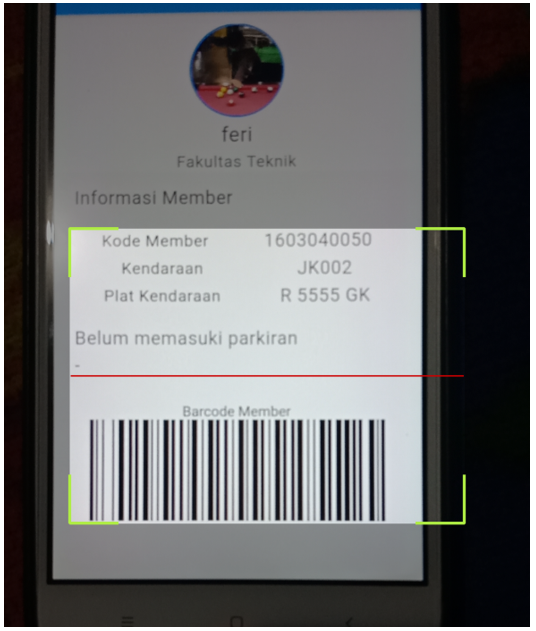 feri
Fakultas Teknik
Informasi Member
Kode Member 1603040050
Kendaraan JK002
Plat Kendaraan R 5555 GK
Belum memasuki parkiran
-
Barcode Member